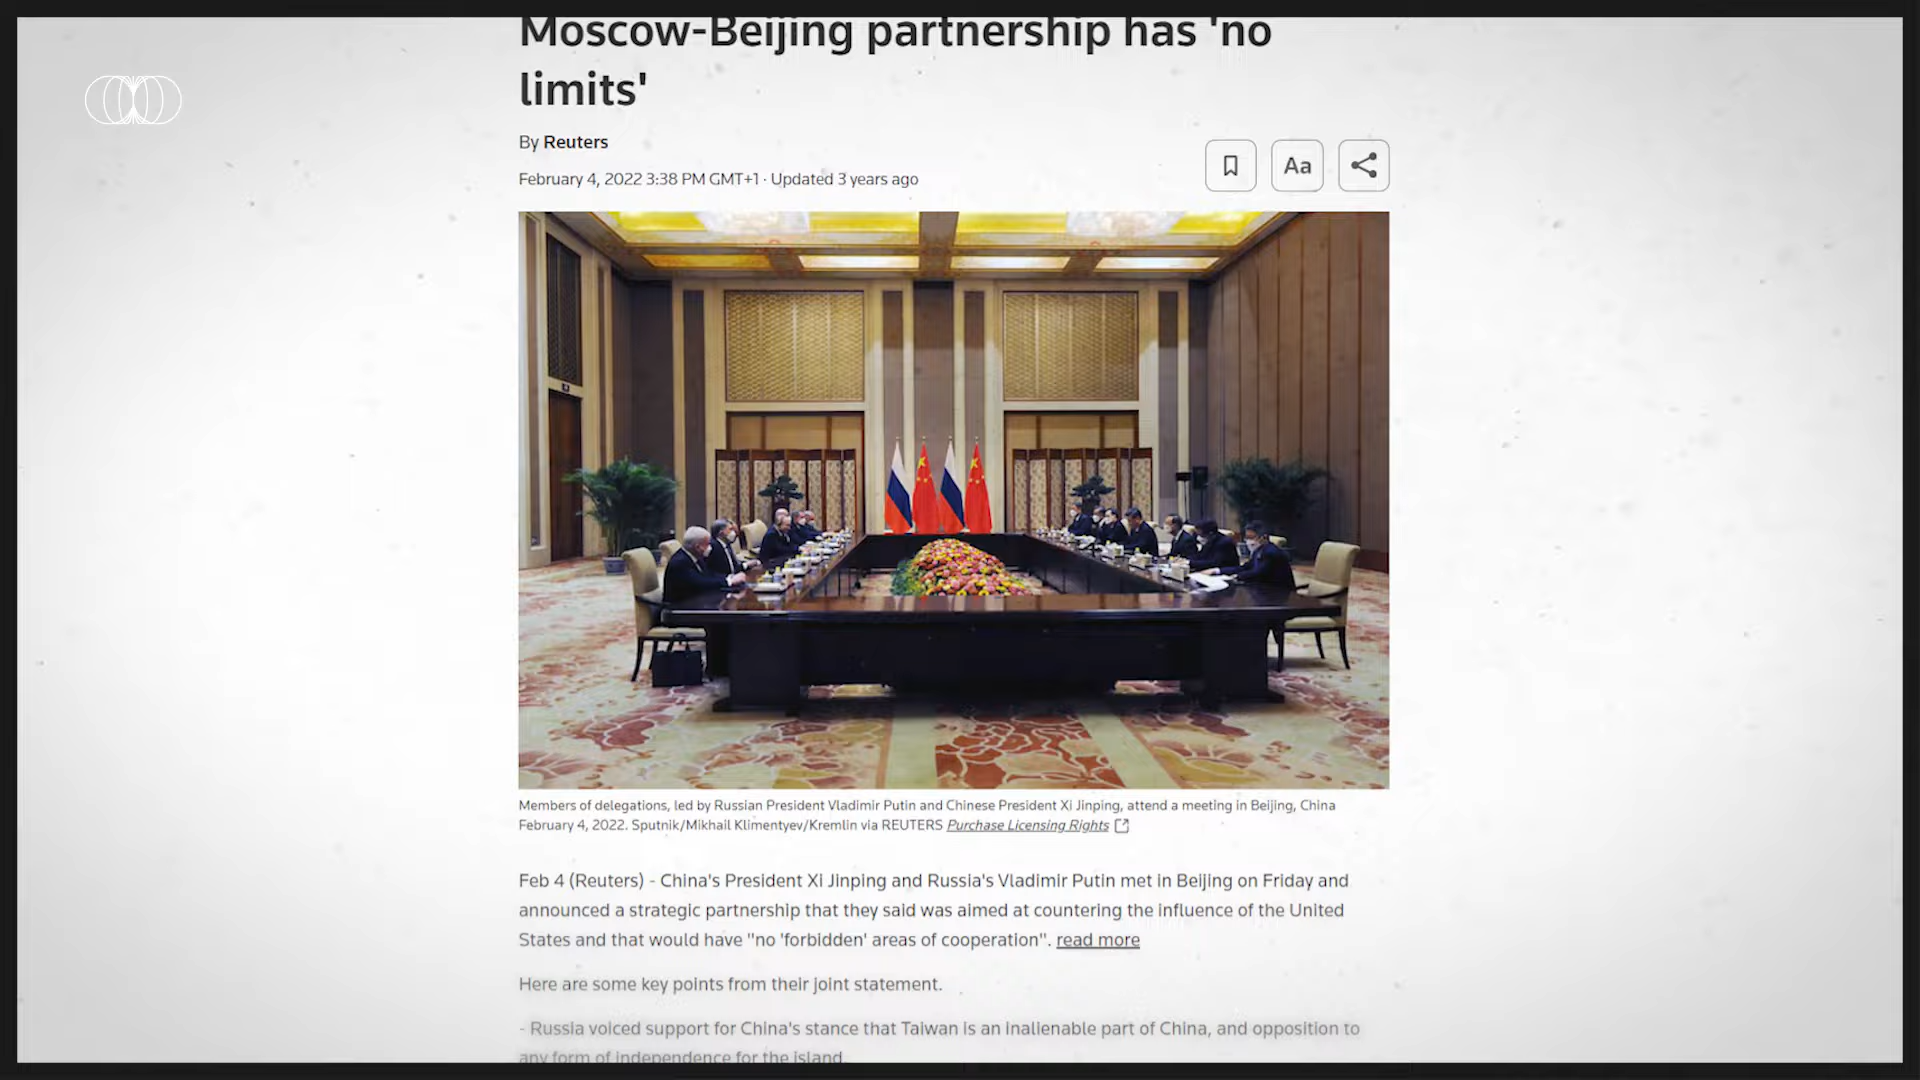 Moscow-Beijing partnership has 'no
limits'
By Reuters
February 4, 2022 3:38 PM GMT+1 · Updated 3 years ago
Aa
Members of delegations, led by Russian President Vladimir Putin and Chinese President Xi Jinping, attend a meeting in Beijing, China
February 4, 2022. Sputnik/Mikhail Klimentyev/Kremlin via REUTERS Purchase Licensing Rights
Feb 4 (Reuters) - China's President Xi Jinping and Russia's Vladimir Putin met in Beijing on Friday and
announced a strategic partnership that they said was aimed at countering the influence of the United
States and that would have "no 'forbidden' areas of cooperation". read more
Here are some key points from their joint statement.
- Russia voiced support for China's stance that Taiwan is an inalienable part of China, and opposition to
any form of independence for the island.